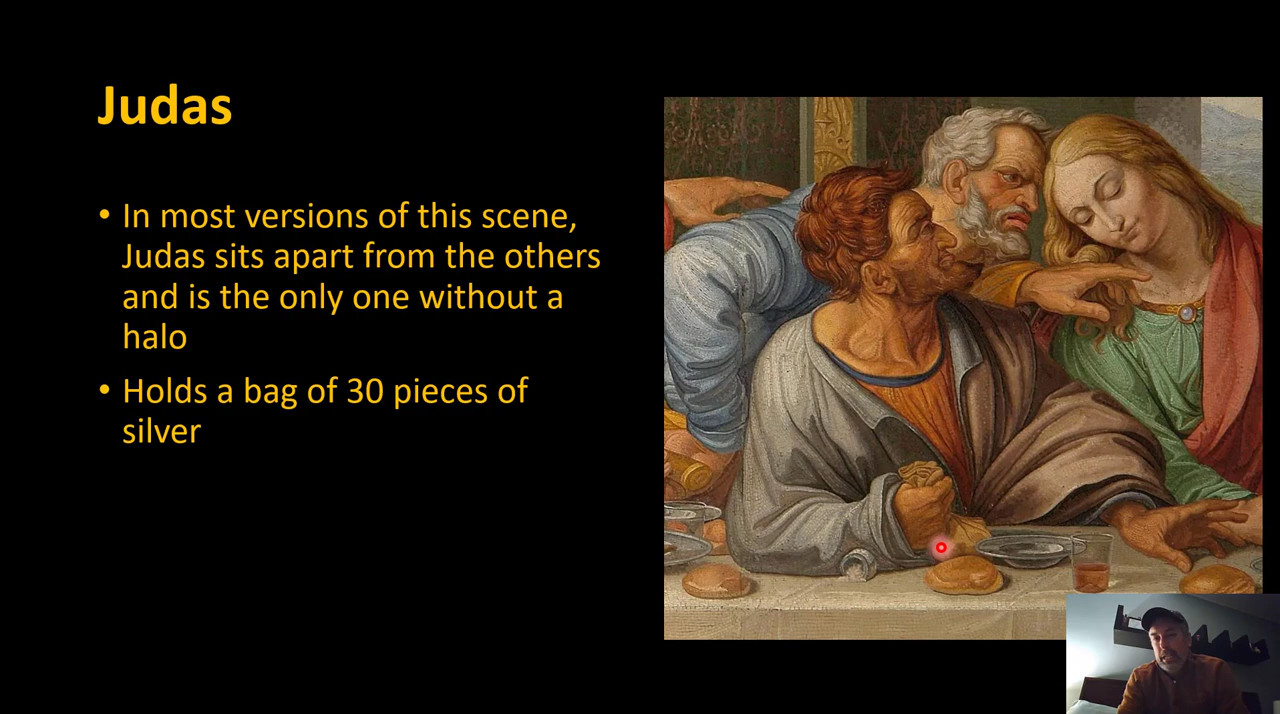 Judas
• In most versions of this scene,
Judas sits apart from the others
and is the only one without a
halo
• Holds a bag of 30 pieces of
silver